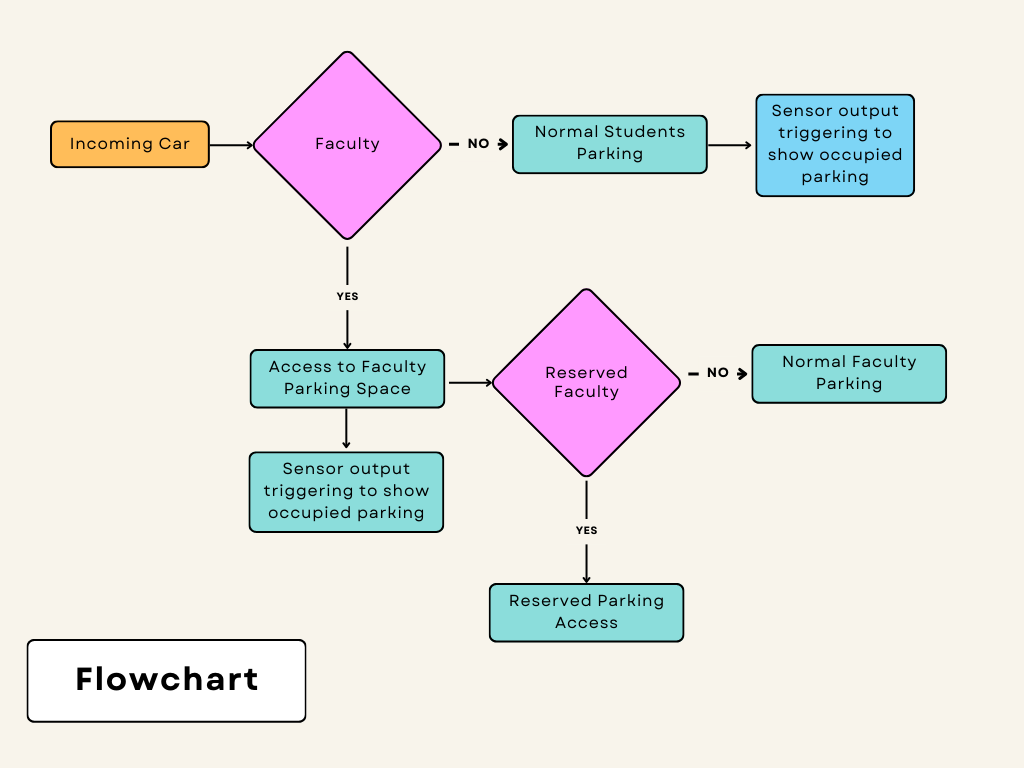 Incoming Car
Faculty
NO
Normal Students
Parking
Sensor output
triggering to
show occupied
parking
YES
Access to Faculty
Parking Space
Reserved
Faculty
NO
Normal Faculty
Parking
Sensor output
triggering to show
occupied parking
YES
Reserved Parking
Access
Flowchart